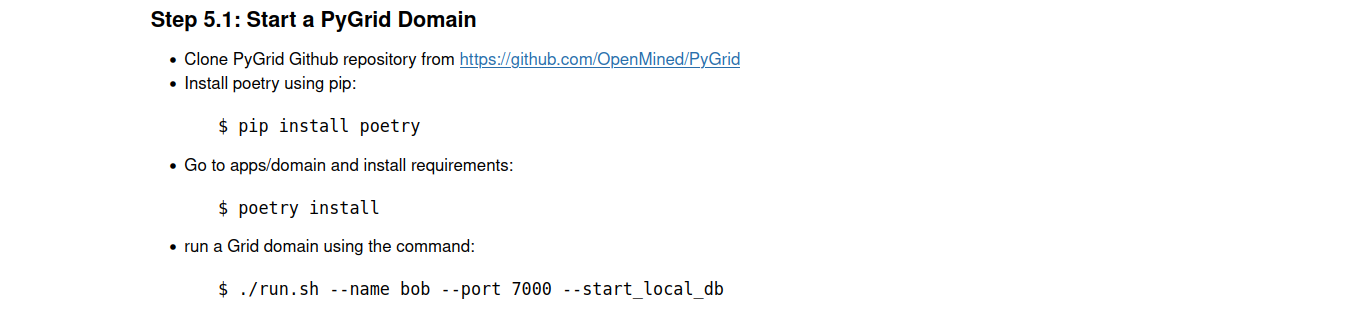 Step 5.1: Start a PyGrid Domain
• Clone PyGrid Github repository from https://github.com/OpenMined/PyGrid
• Install poetry using pip:
$ pip install poetry
• Go to apps/domain and install requirements:
$ poetry install
• run a Grid domain using the command:
$ ./run.sh --name bob --port 7000 --start_local_db